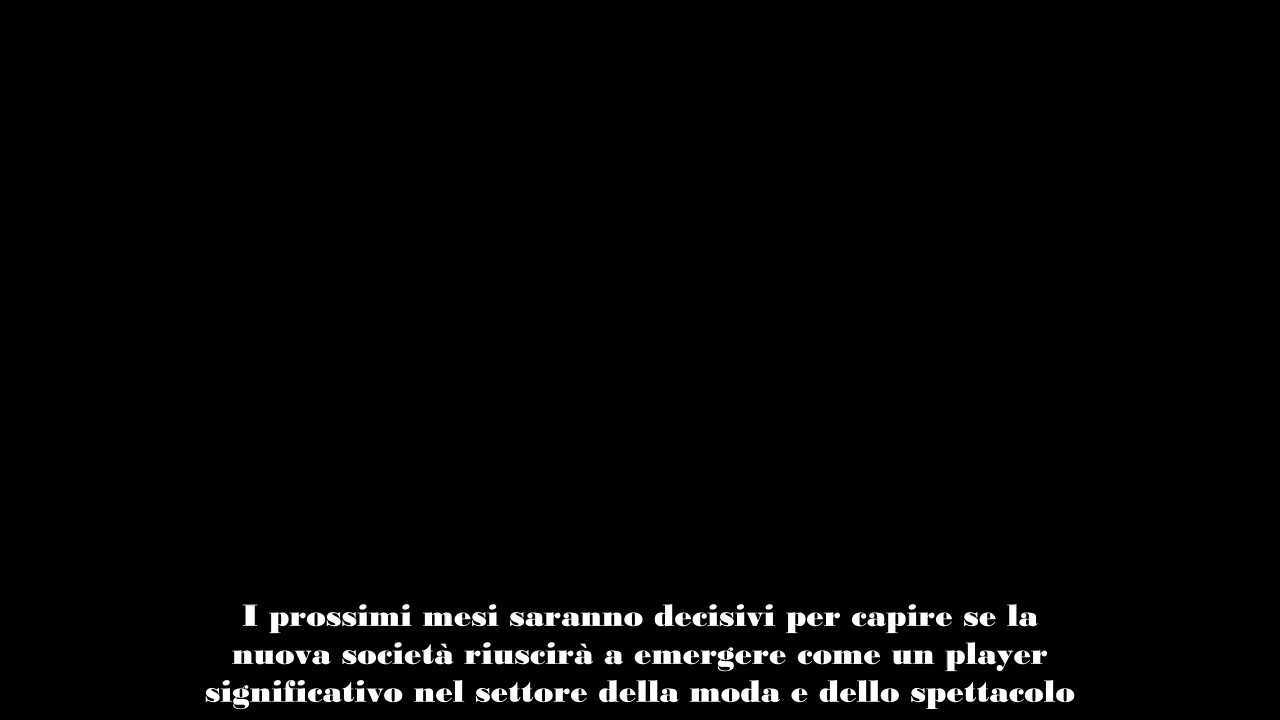 I prossimi mesi saranno decisivi per capire se la
nuova società riuscirà a emergere come un player
significativo nel settore della moda e dello spettacolo